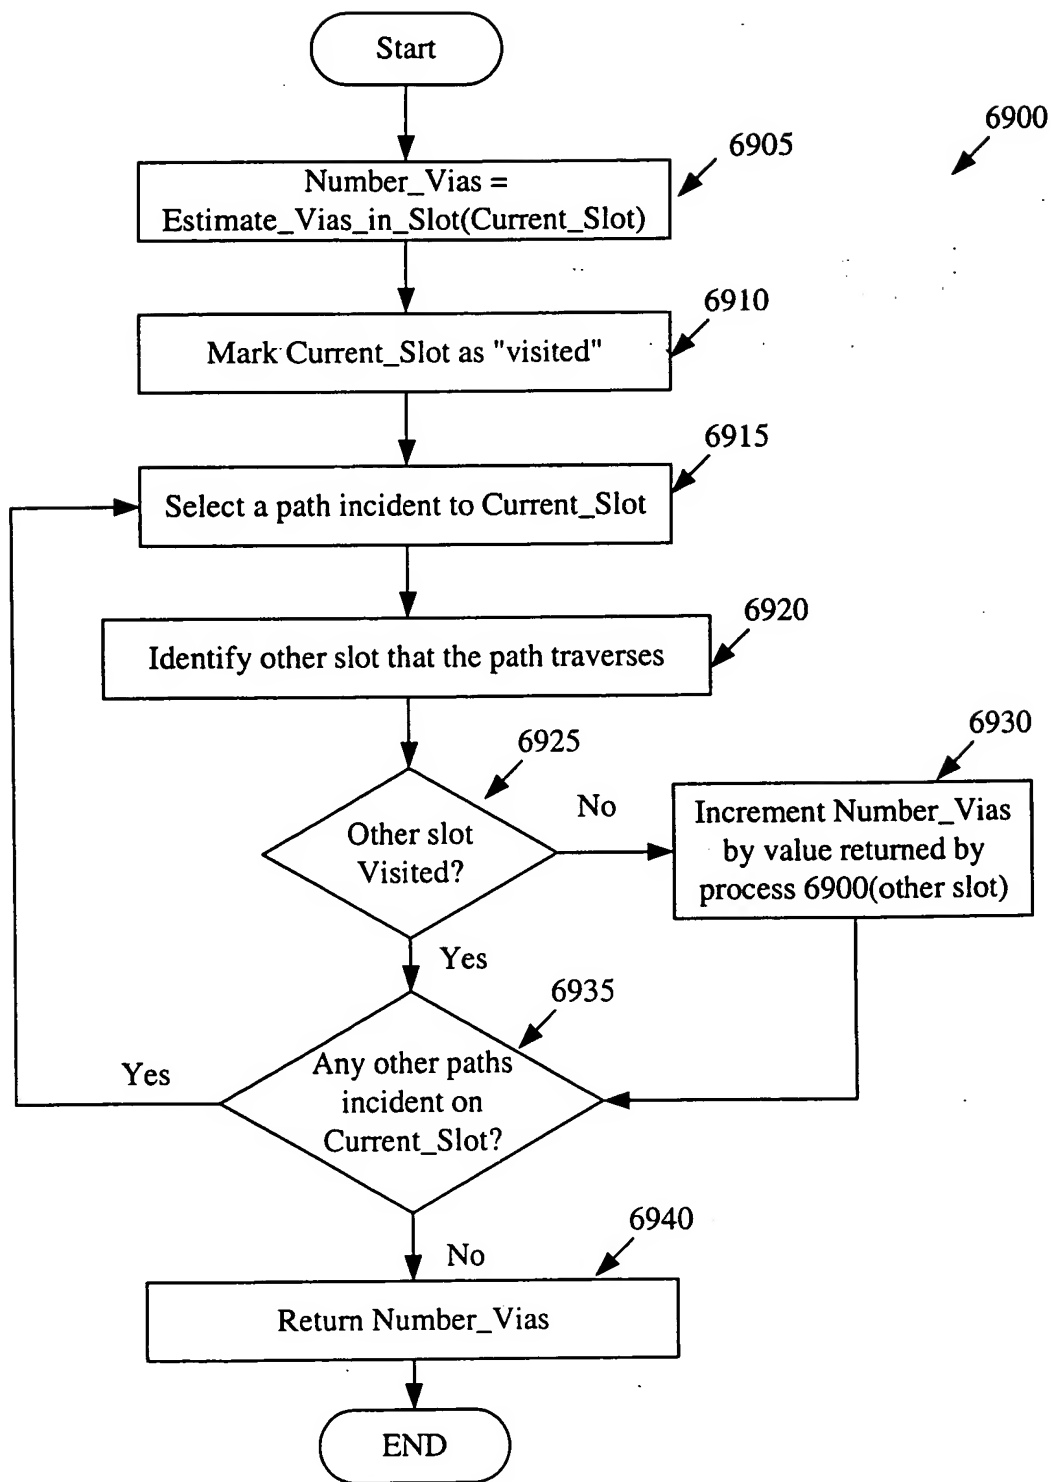 Start
6900
6905
Number_Vias =
Estimate_Vias_in_Slot(Current_Slot)
6910
Mark Current_Slot as "visited"
6915
Select a path incident to Current_Slot
6920
Identify other slot that the path traverses
6925
Other slot
Visited?
No
6930
Increment Number_Vias
by value returned by
process 6900(other slot)
Yes
6935
Any other paths
incident on
Current_Slot?
Yes
No
6940
Return Number_Vias
END